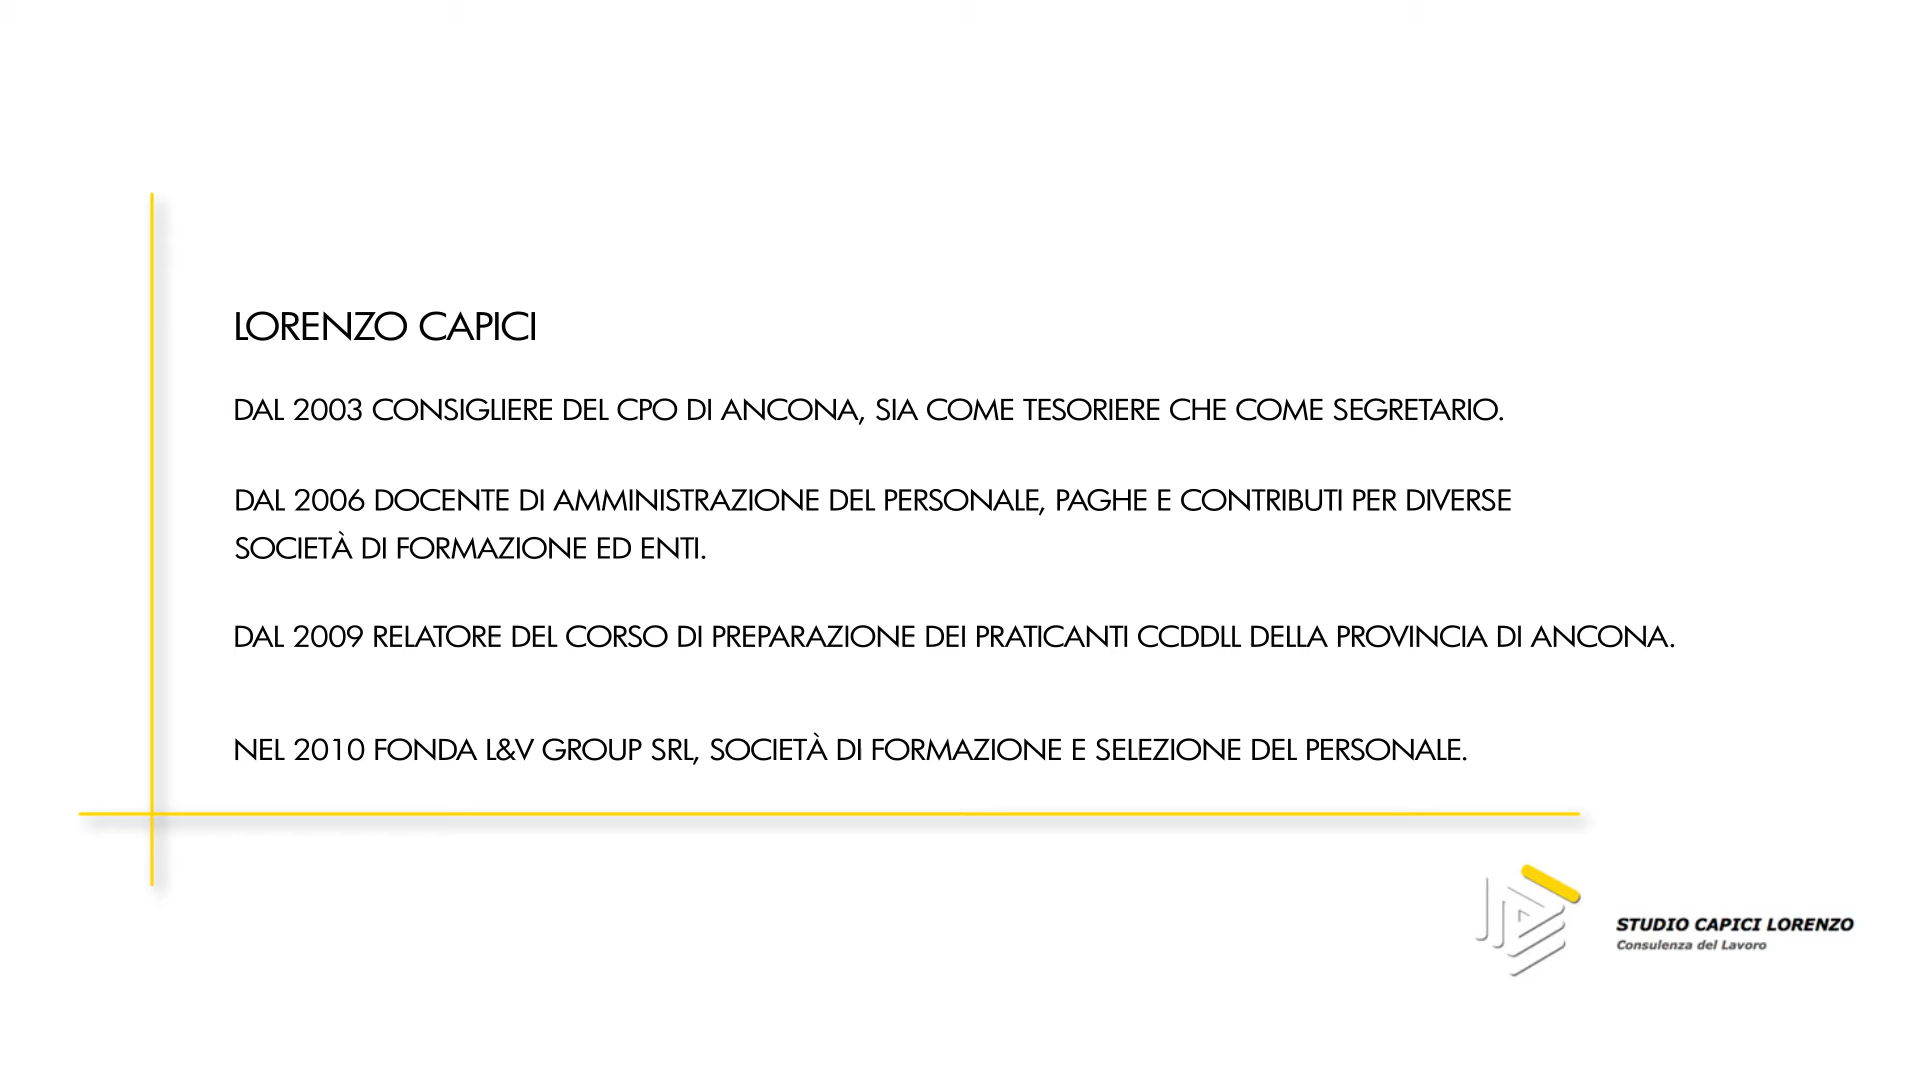 LORENZO CAPICI
DAL 2003 CONSIGLIERE DEL CPO DI ANCONA, SIA COME TESORIERE CHE COME SEGRETARIO.
DAL 2006 DOCENTE DI AMMINISTRAZIONE DEL PERSONALE, PAGHE E CONTRIBUTI PER DIVERSE
SOCIETÀ DI FORMAZIONE ED ENTI.
DAL 2009 RELATORE DEL CORSO DI PREPARAZIONE DEI PRATICANTI CCDDLL DELLA PROVINCIA DI ANCONA.
NEL 2010 FONDA L&V GROUP SRL, SOCIETÀ DI FORMAZIONE E SELEZIONE DEL PERSONALE.
STUDIO CAPICI LORENZO
Consulenza del Lavoro